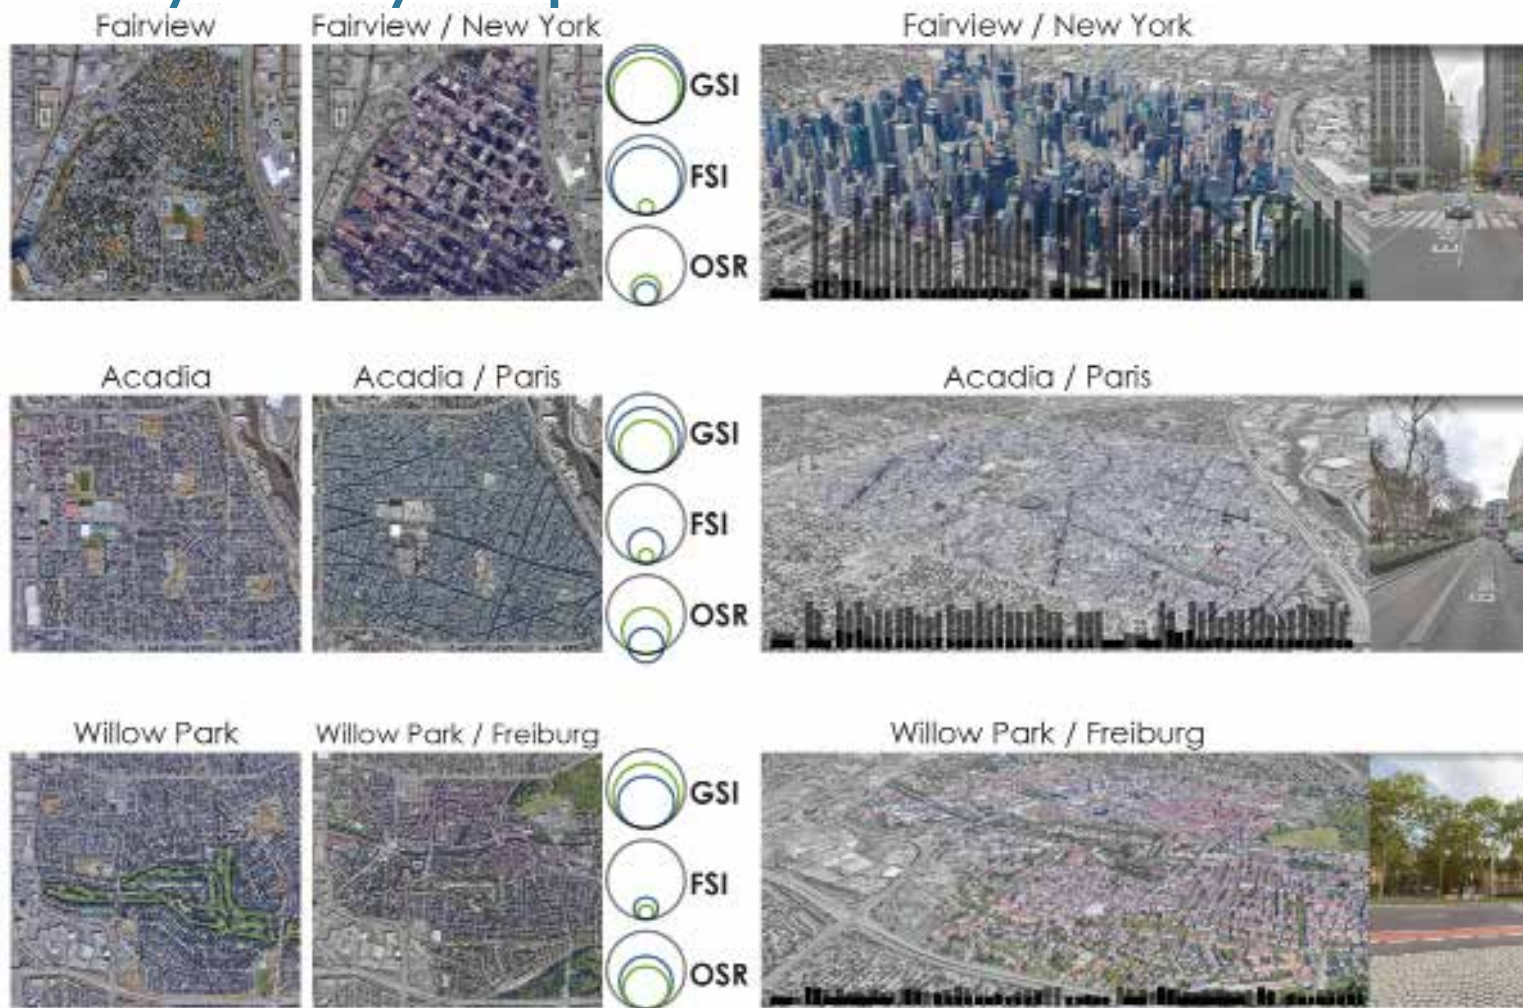 Fairview
Fairview / New York
GSI
FSI
OSR
Fairview / New York
Acadia
Acadia / Paris
GSI
FSI
OSR
Acadia / Paris
Willow Park
Willow Park / Freiburg
GSI
FSI
OSR
Willow Park / Freiburg